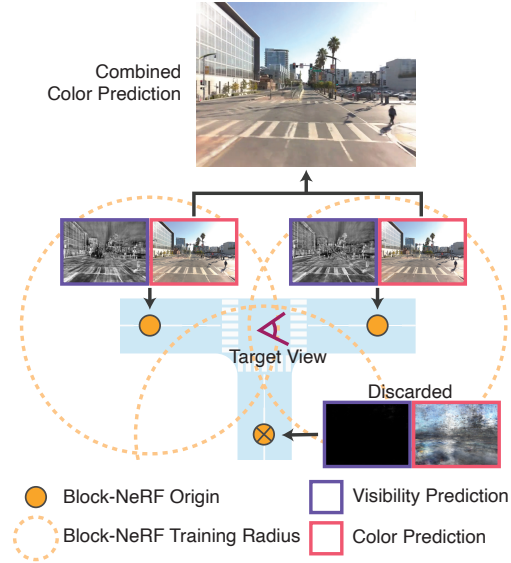 Combined
Color Prediction
Target View
Discarded
Block-NeRF Origin
Visibility Prediction
Block-NeRF Training Radius
Color Prediction